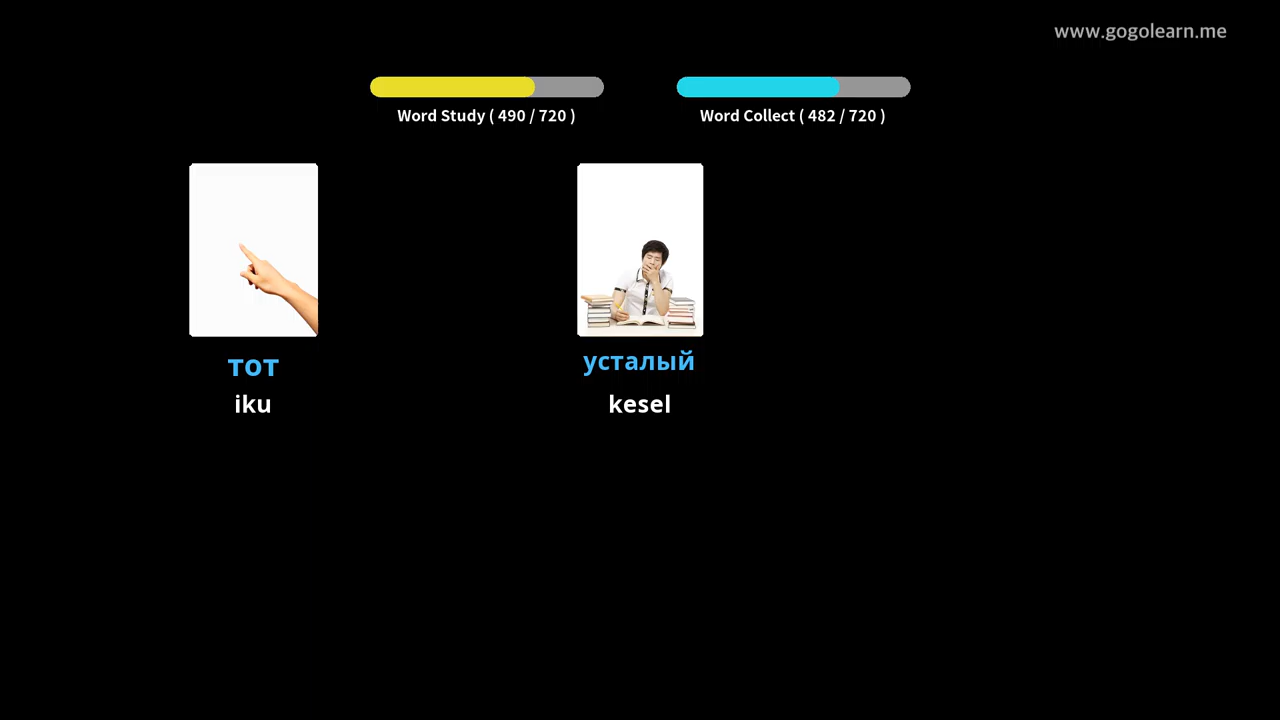 www.gogolearn.me
Word Study ( 490 / 720 )
Word Collect ( 482 / 720 )
тот
iku
усталый
kesel